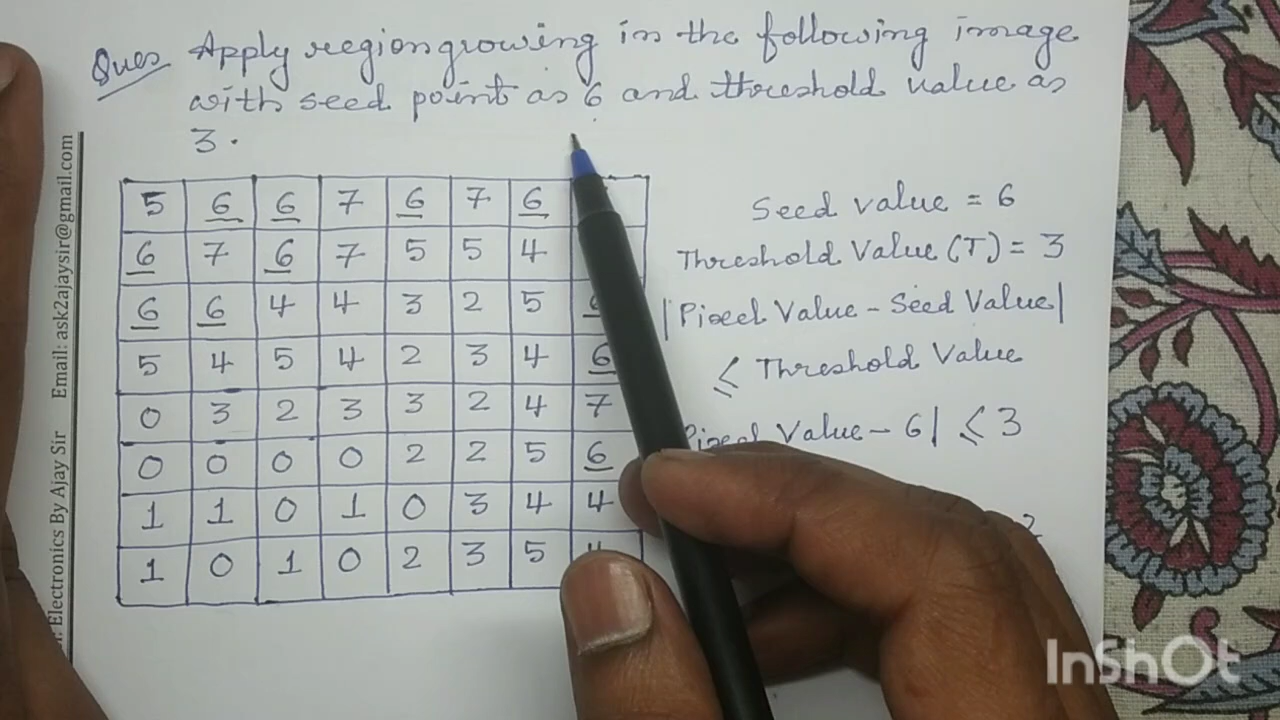 Ques Apply region growing in the following image
with seed point as 6 and threshold value as
3.
5 6 6 7 6 7 6
6 7 6 7 5 5 4
6 6 4 4 3 2 5
5 4 5 4 2 3 4 6
0 3 2 3 3 2 4 7
0 0 0 0 2 2 5 6
1 1 0 1 0 3 4 4
1 0 1 0 2 3 5
Seed value = 6
Threshold Value (T) = 3
|Pixel Value - Seed Value|
≤ Threshold Value
Pixel Value - 6| ≤ 3
Electronics By Ajay Sir Email: ask2ajaysir@gmail.com
InShOt